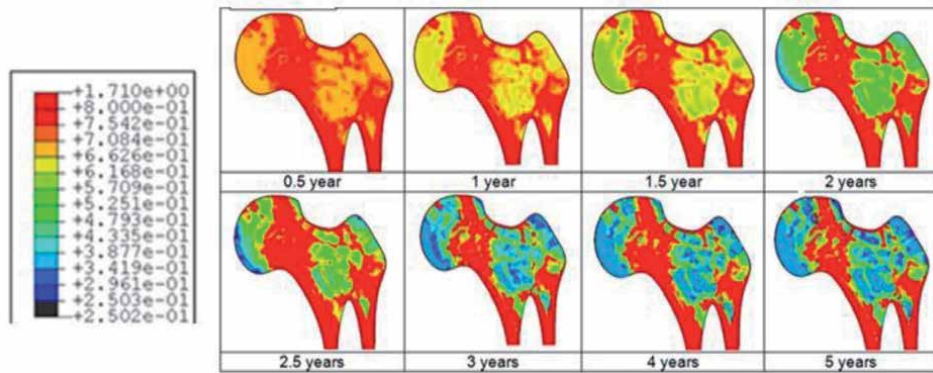 +1.710e+00
+8.000e-01
+7.542e-01
+7.084e-01
+6.626e-01
+6.168e-01
+5.709e-01
+5.251e-01
+4.793e-01
+4.335e-01
+3.877e-01
+3.419e-01
+2.961e-01
+2.503e-01
+2.502e-01
0.5 year
1 year
1.5 year
2 years
2.5 years
3 years
4 years
5 years